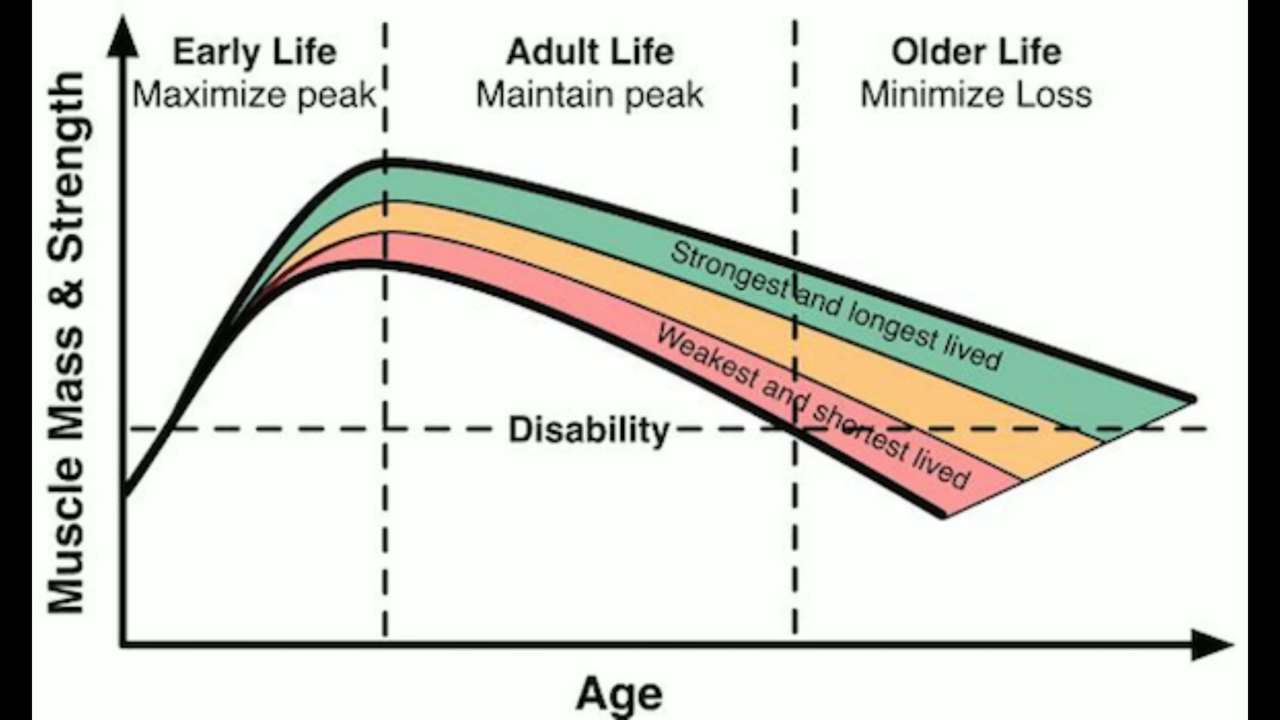 Early Life
Maximize peak
Adult Life
Maintain peak
Older Life
Minimize Loss
Muscle Mass & Strength
Strongest and longest lived
Weakest and shortest lived
Disability
Age